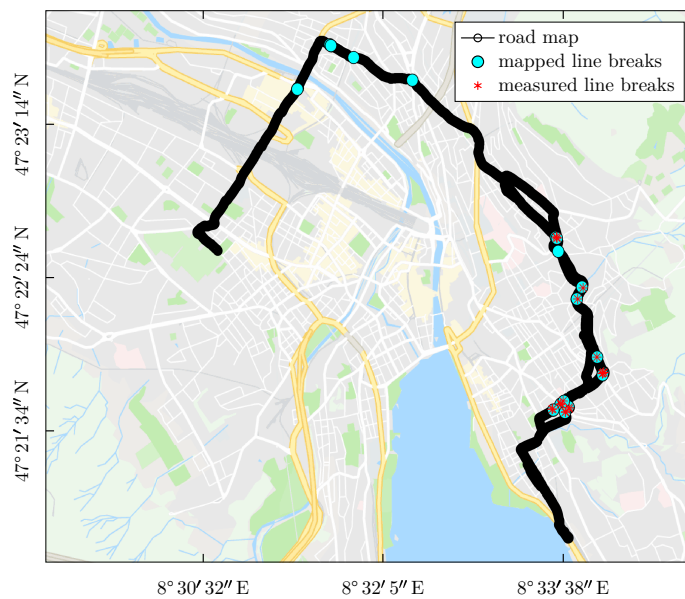 road map
mapped line breaks
measured line breaks
47° 23′ 14″ N
47° 22′ 24″ N
47° 21′ 34″ N
8° 30′ 32″ E
8° 32′ 5″ E
8° 33′ 38″ E